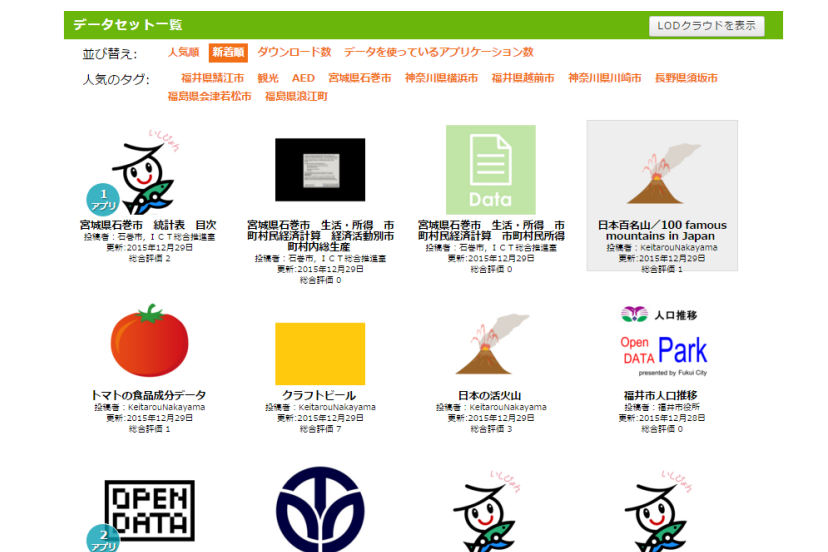 データセット一覧
LODクラウドを表示
並び替え:
人気順 新着順 ダウンロード数 データを使っているアプリケーション数
人気のタグ:
福井県鯖江市 観光 AED 宮城県石巻市 神奈川県横浜市 福井県越前市 神奈川県川崎市 長野県須坂市
福島県会津若松市 福島県浪江町
いしぴょん
1
アプリ
宮城県石巻市 統計表 目次
投稿者：石巻市, ＩＣＴ総合推進室
更新:2015年12月29日
総合評価 2
宮城県石巻市 生活・所得 市
町村民経済計算 経済活動別市
町村内総生産
投稿者：石巻市, ＩＣＴ総合推進室
更新:2015年12月29日
総合評価 0
Data
宮城県石巻市 生活・所得 市
町村民経済計算 市町村民所得
投稿者：石巻市, ＩＣＴ総合推進室
更新:2015年12月29日
総合評価 0
日本百名山／100 famous
mountains in Japan
投稿者：KeitarouNakayama
更新:2015年12月29日
総合評価 1
トマトの食品成分データ
投稿者：KeitarouNakayama
更新:2015年12月29日
総合評価 1
クラフトビール
投稿者：KeitarouNakayama
更新:2015年12月29日
総合評価 7
日本の活火山
投稿者：KeitarouNakayama
更新:2015年12月29日
総合評価 3
人口推移
Open
DATA Park
presented by Fukui City
福井市人口推移
投稿者：福井市役所
更新:2015年12月28日
総合評価 0
OPEN
DATA
2
アプリ
いしぴょん
いしぴょん